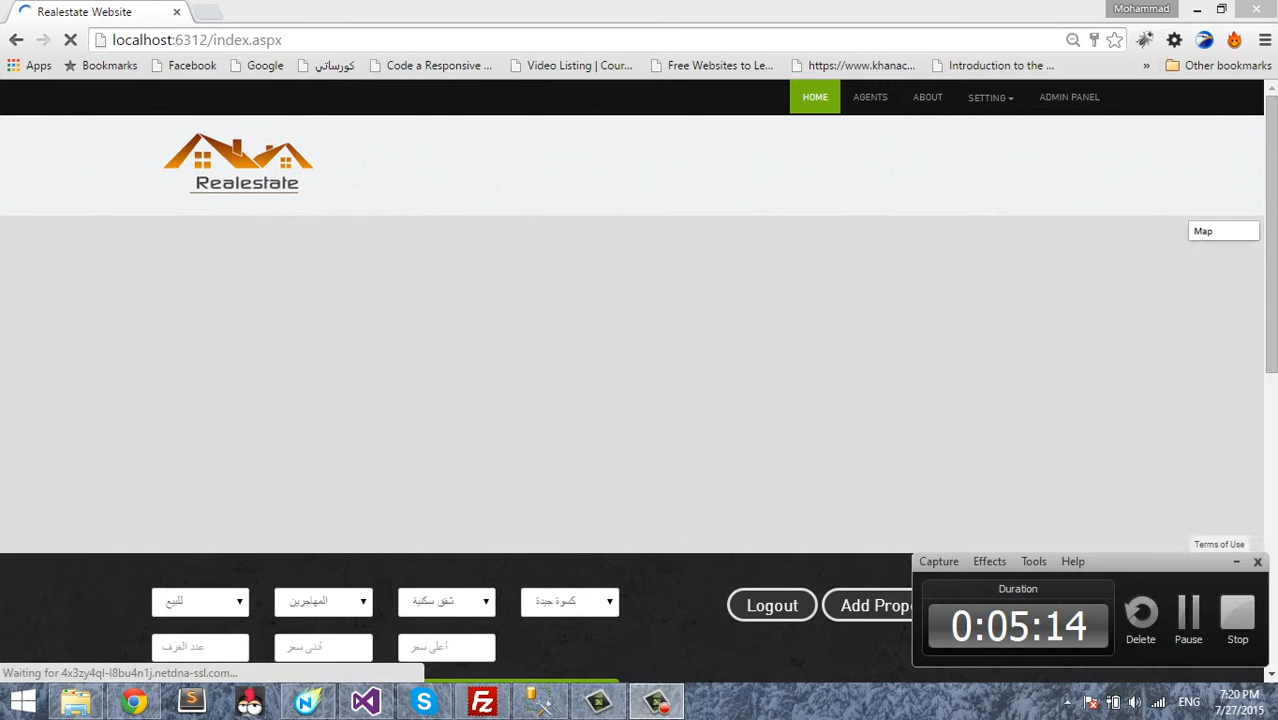 Realestate Website
Mohammad
localhost:6312/index.aspx
Apps Bookmarks Facebook Google كورساتي Code a Responsive ... Video Listing | Cour... Free Websites to Le... https://www.khanac... Introduction to the ... » Other bookmarks
HOME AGENTS ABOUT SETTING ADMIN PANEL
Realestate
Map
Terms of Use
Capture Effects Tools Help
Duration
0:05:14
Delete Pause Stop
للبيع المهاجرين شقق سكنية كسوة جيدة
Logout Add Prope
عدد الغرف أدنى سعر أعلى سعر
Waiting for 4x3zy4ql-l8bu4n1j.netdna-ssl.com...
ENG
7:20 PM
7/27/2015